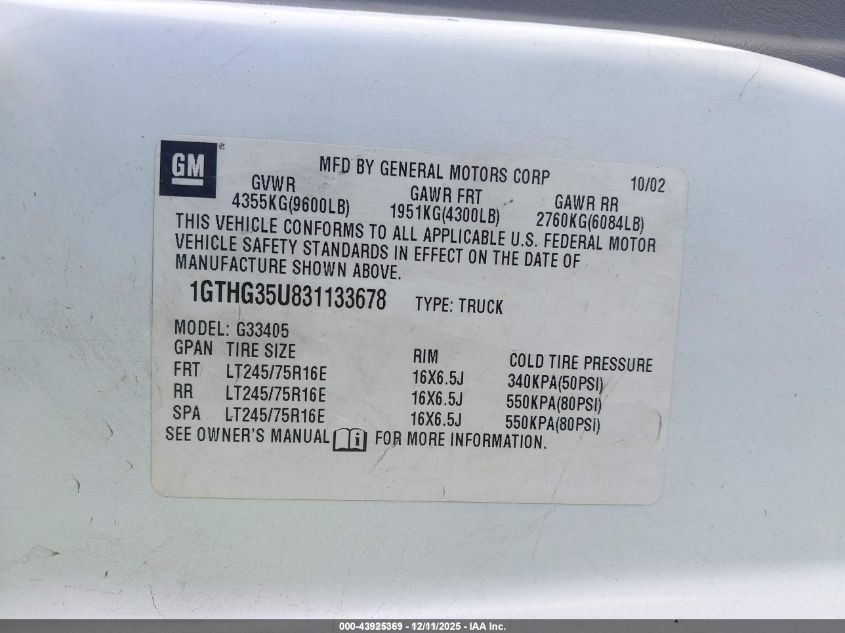 GM
MFD BY GENERAL MOTORS CORP 10/02
GVWR GAWR FRT GAWR RR
4355KG(9600LB) 1951KG(4300LB) 2760KG(6084LB)
THIS VEHICLE CONFORMS TO ALL APPLICABLE U.S. FEDERAL MOTOR
VEHICLE SAFETY STANDARDS IN EFFECT ON THE DATE OF
MANUFACTURE SHOWN ABOVE.
1GTHG35U831133678 TYPE: TRUCK
MODEL: G33405
GPAN TIRE SIZE RIM COLD TIRE PRESSURE
FRT LT245/75R16E 16X6.5J 340KPA(50PSI)
RR LT245/75R16E 16X6.5J 550KPA(80PSI)
SPA LT245/75R16E 16X6.5J 550KPA(80PSI)
SEE OWNER'S MANUAL i FOR MORE INFORMATION.
000-43925369 - 12/11/2025 - IAA Inc.